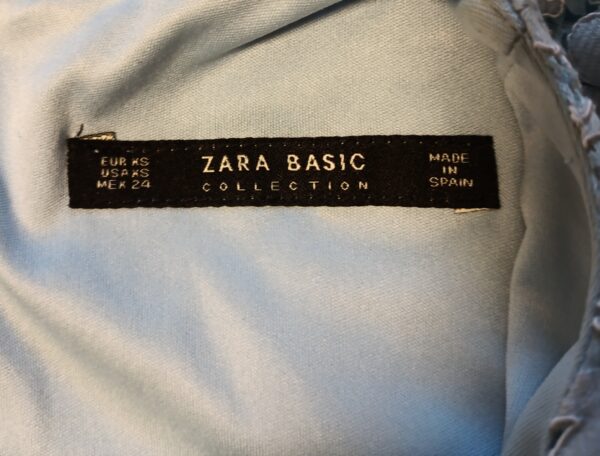 EUR XS
USA XS
MEX 24
ZARA BASIC
COLLECTION
MADE
IN
SPAIN